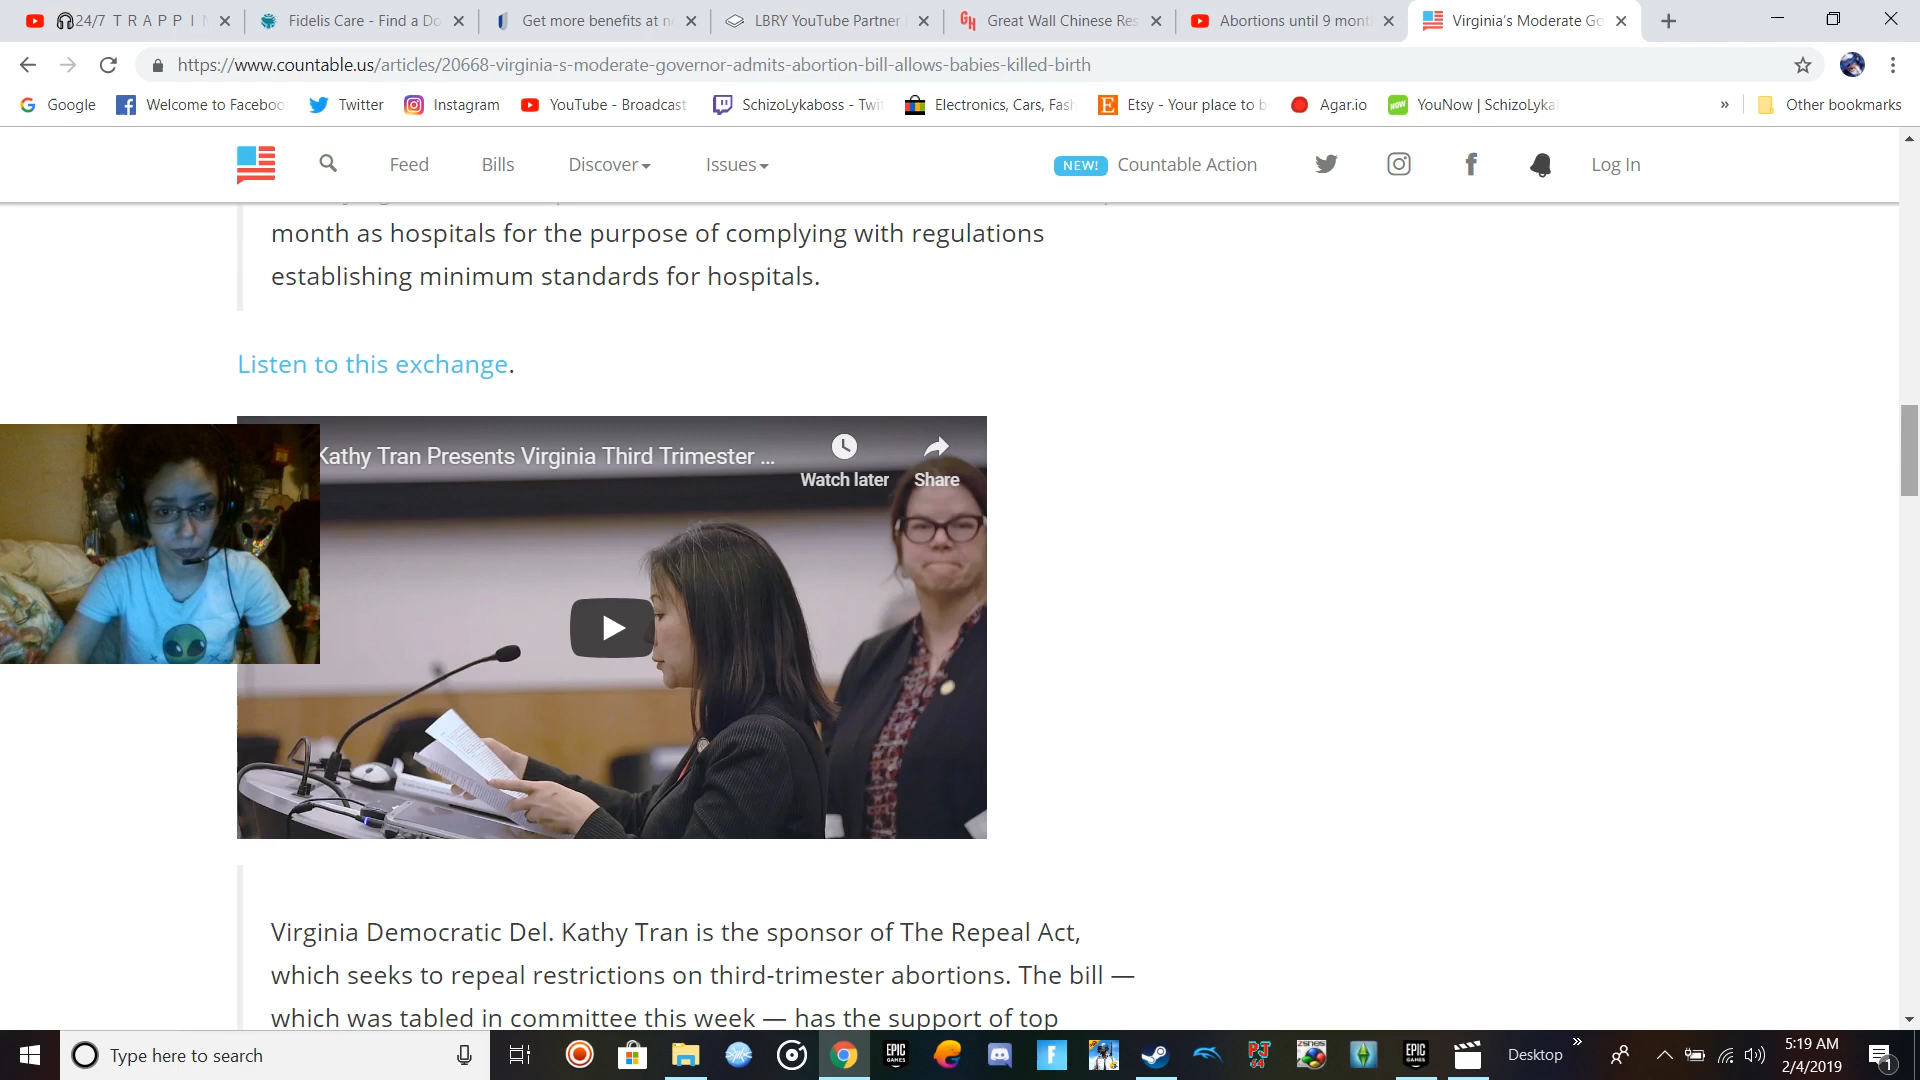 24/7 T R A P P I
Fidelis Care - Find a Do
Get more benefits at n
LBRY YouTube Partner
Great Wall Chinese Res
Abortions until 9 mont
Virginia's Moderate Go
https://www.countable.us/articles/20668-virginia-s-moderate-governor-admits-abortion-bill-allows-babies-killed-birth
Google
Welcome to Faceboo
Twitter
Instagram
YouTube - Broadcast
SchizoLykaboss - Twit
Electronics, Cars, Fash
Etsy - Your place to b
Agar.io
YouNow | SchizoLyka
»
Other bookmarks
Feed
Bills
Discover
Issues
NEW!
Countable Action
Log In
month as hospitals for the purpose of complying with regulations
establishing minimum standards for hospitals.
Listen to this exchange.
Kathy Tran Presents Virginia Third Trimester ...
Watch later
Share
Virginia Democratic Del. Kathy Tran is the sponsor of The Repeal Act,
which seeks to repeal restrictions on third-trimester abortions. The bill —
which was tabled in committee this week — has the support of top
Type here to search
Desktop
»
5:19 AM
2/4/2019
1